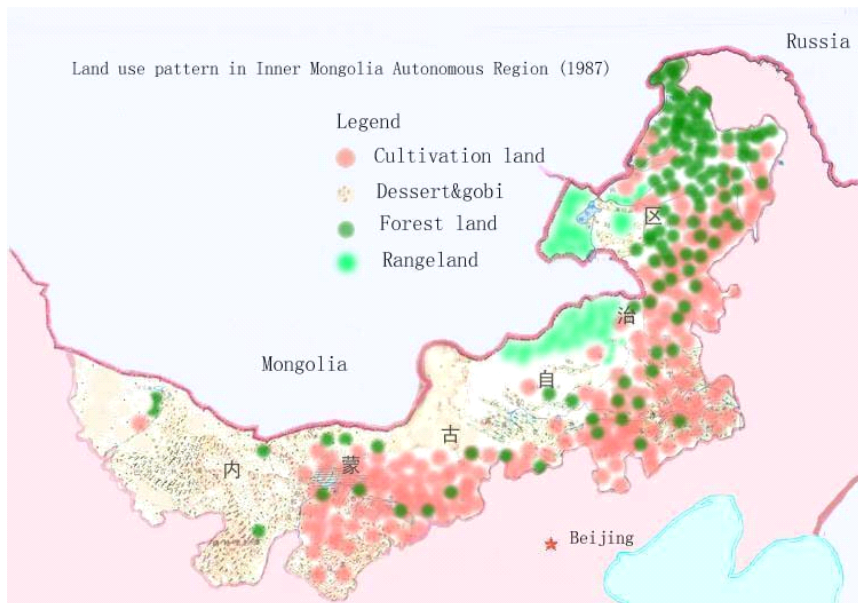 Russia
Land use pattern in Inner Mongolia Autonomous Region (1987)
Legend
Cultivation land
Dessert&gobi
Forest land
Rangeland
区
治
Mongolia
自
古
内
蒙
Beijing